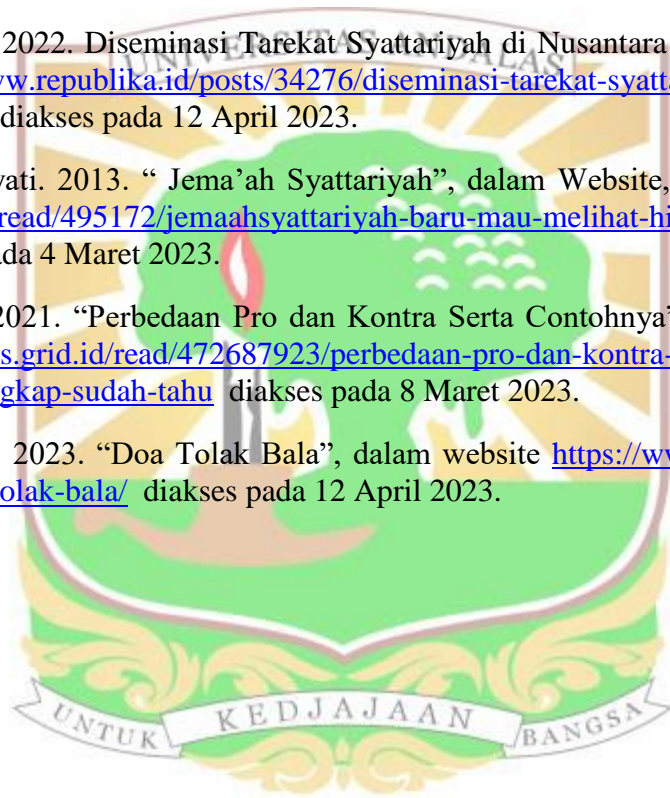 2022. Diseminasi Tarekat Syattariyah di Nusantara
UNIVERSITAS ANDALAS
ww.republika.id/posts/34276/diseminasi-tarekat-syatta
diakses pada 12 April 2023.
vati. 2013. “ Jema’ah Syattariyah”, dalam Website,
read/495172/jemaahsyattariyah-baru-mau-melihat-hi
ada 4 Maret 2023.
2021. “Perbedaan Pro dan Kontra Serta Contohnya”
s.grid.id/read/472687923/perbedaan-pro-dan-kontra-
gkap-sudah-tahu diakses pada 8 Maret 2023.
2023. “Doa Tolak Bala”, dalam website https://ww
olak-bala/ diakses pada 12 April 2023.
UNTUK KEDJAJAAN BANGSA